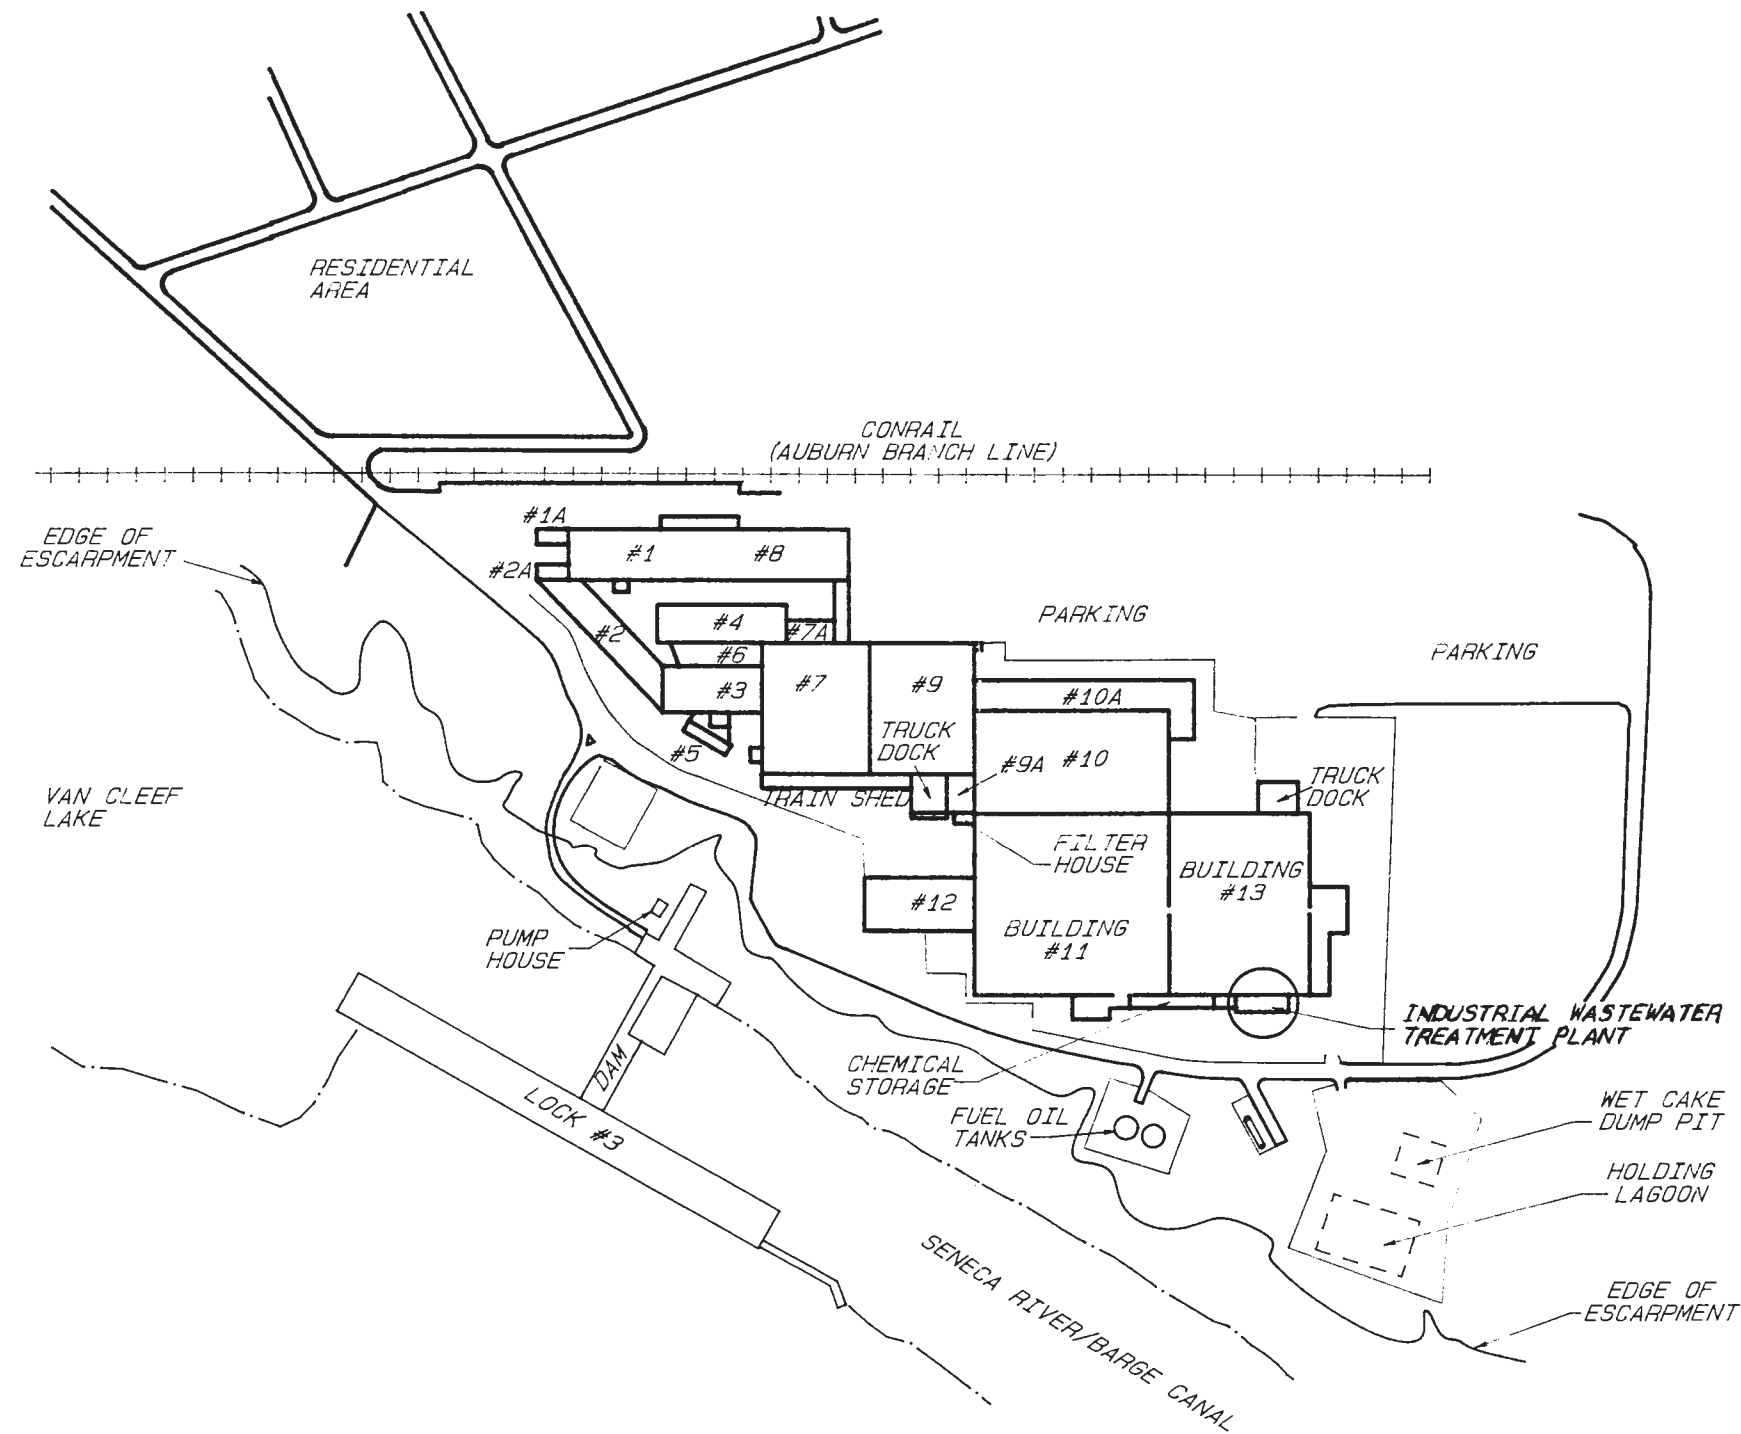 RESIDENTIAL
AREA
CONRAIL
(AUBURN BRANCH LINE)
EDGE OF
ESCARPMENT
#1A
#1
#8
#2A
#2
#4
#7A
#6
#3
#7
#9
#5
PARKING
PARKING
#10A
TRUCK
DOCK
#9A
#10
TRAIN SHED
TRUCK
DOCK
VAN CLEEF
LAKE
FILTER
HOUSE
BUILDING
#13
#12
BUILDING
#11
PUMP
HOUSE
INDUSTRIAL WASTEWATER
TREATMENT PLANT
CHEMICAL
STORAGE
DAM
LOCK #3
FUEL OIL
TANKS
WET CAKE
DUMP PIT
HOLDING
LAGOON
SENECA RIVER/BARGE CANAL
EDGE OF
ESCARPMENT